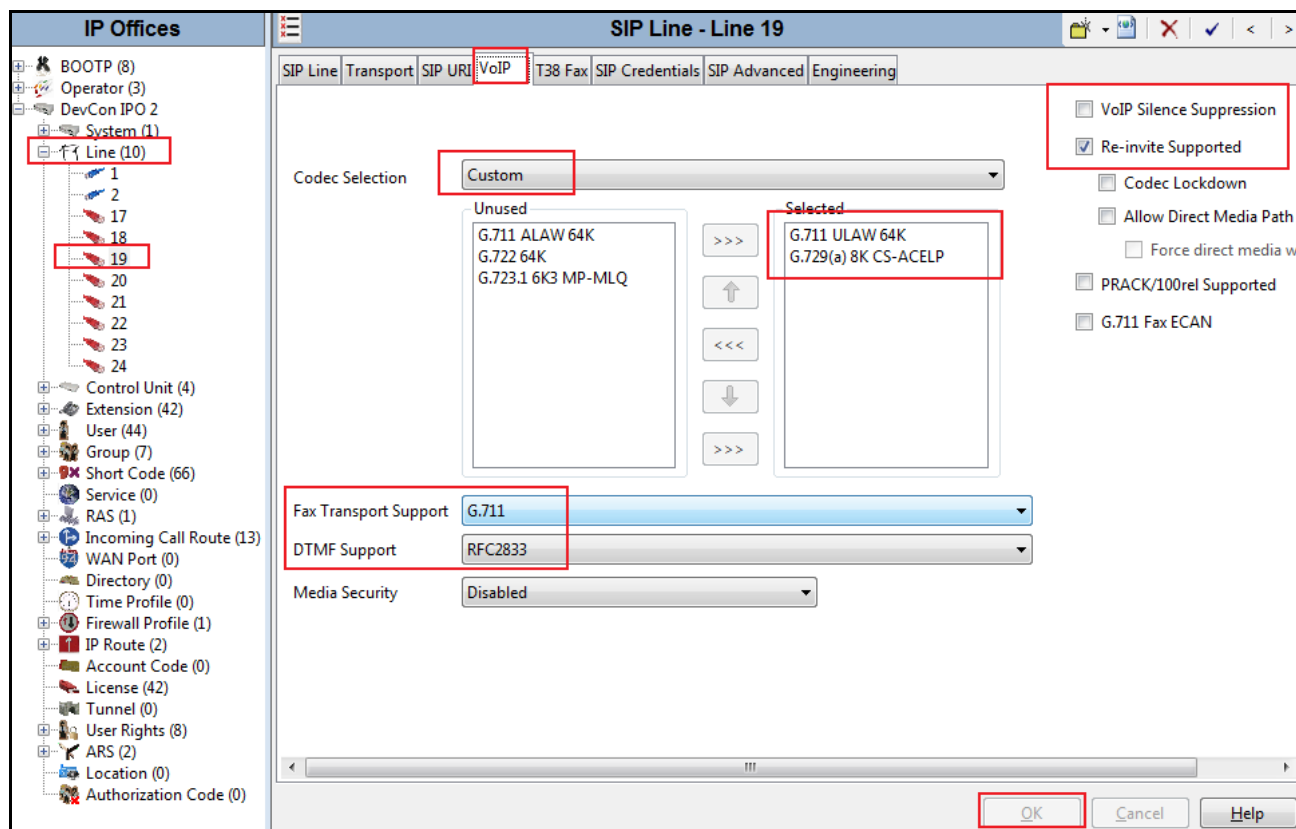 IP Offices
SIP Line - Line 19
BOOTP (8)
Operator (3)
DevCon IPO 2
System (1)
Line (10)
1
2
17
18
19
20
21
22
23
24
Control Unit (4)
Extension (42)
User (44)
Group (7)
Short Code (66)
Service (0)
RAS (1)
Incoming Call Route (13)
WAN Port (0)
Directory (0)
Time Profile (0)
Firewall Profile (1)
IP Route (2)
Account Code (0)
License (42)
Tunnel (0)
User Rights (8)
ARS (2)
Location (0)
Authorization Code (0)
SIP Line Transport SIP URI VoIP T38 Fax SIP Credentials SIP Advanced Engineering
Codec Selection Custom
Unused
G.711 ALAW 64K
G.722 64K
G.723.1 6K3 MP-MLQ
>>>
<<<
>>>
Selected
G.711 ULAW 64K
G.729(a) 8K CS-ACELP
Fax Transport Support G.711
DTMF Support RFC2833
Media Security Disabled
VoIP Silence Suppression
Re-invite Supported
Codec Lockdown
Allow Direct Media Path
Force direct media w
PRACK/100rel Supported
G.711 Fax ECAN
OK Cancel Help